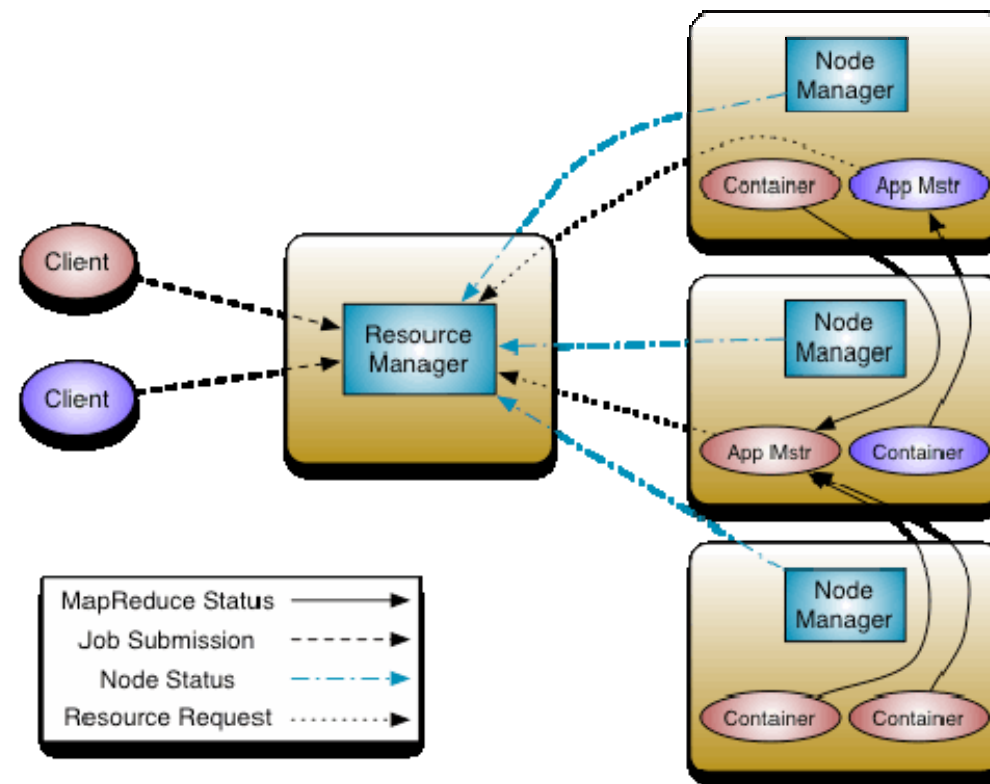 Node
Manager
Container
App Mstr
Client
Resource
Manager
Client
Node
Manager
App Mstr
Container
Node
Manager
Container
Container
MapReduce Status
Job Submission
Node Status
Resource Request